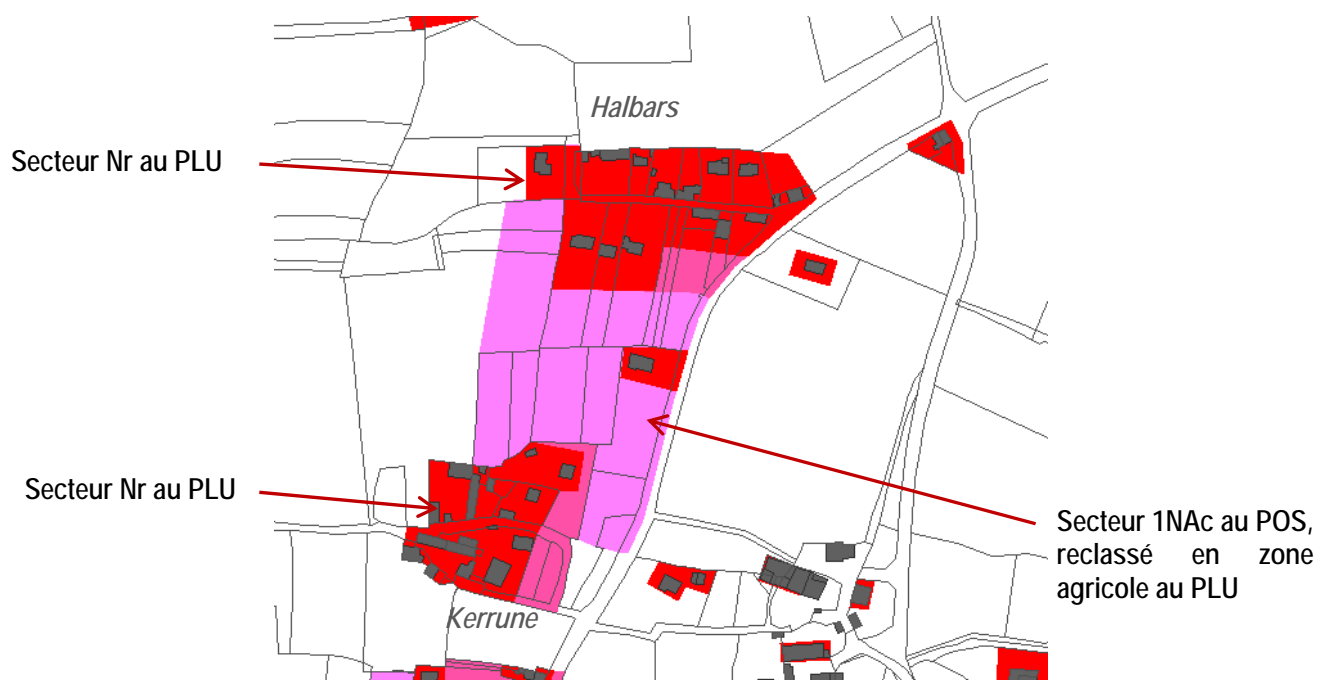 Halbars
Secteur Nr au PLU
Secteur Nr au PLU
Secteur 1NAc au POS,
reclassé en zone
agricole au PLU
Kerrune